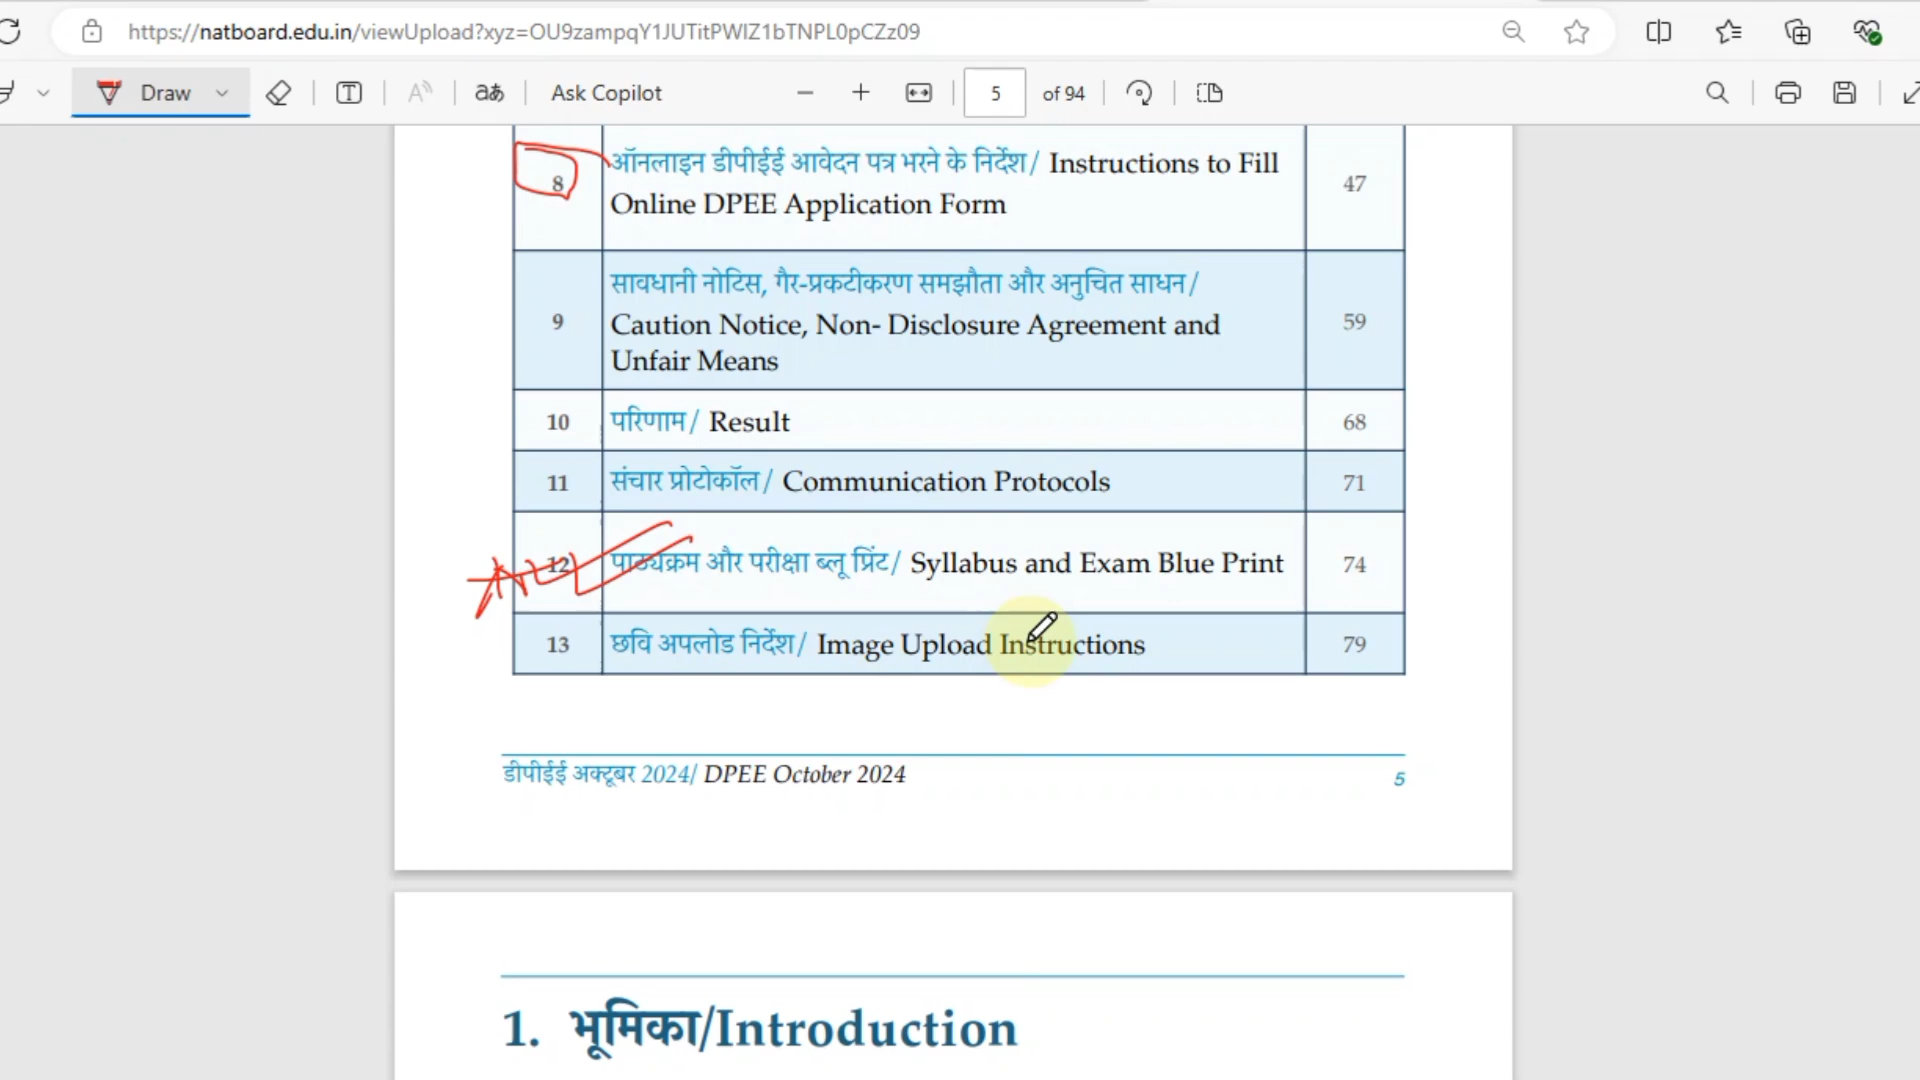 https://natboard.edu.in/viewUpload?xyz=OU9zampqY1JUTitPWlZ1bTNPL0pCZz09
Draw
T
A
aあ
Ask Copilot
5 of 94
8 ऑनलाइन डीपीईई आवेदन पत्र भरने के निर्देश/ Instructions to Fill 47
Online DPEE Application Form
9 सावधानी नोटिस, गैर-प्रकटीकरण समझौता और अनुचित साधन/ 59
Caution Notice, Non- Disclosure Agreement and
Unfair Means
10 परिणाम/ Result 68
11 संचार प्रोटोकॉल/ Communication Protocols 71
12 पाठ्यक्रम और परीक्षा ब्लू प्रिंट/ Syllabus and Exam Blue Print 74
13 छवि अपलोड निर्देश/ Image Upload Instructions 79
डीपीईई अक्टूबर 2024/ DPEE October 2024 5
1. भूमिका/Introduction